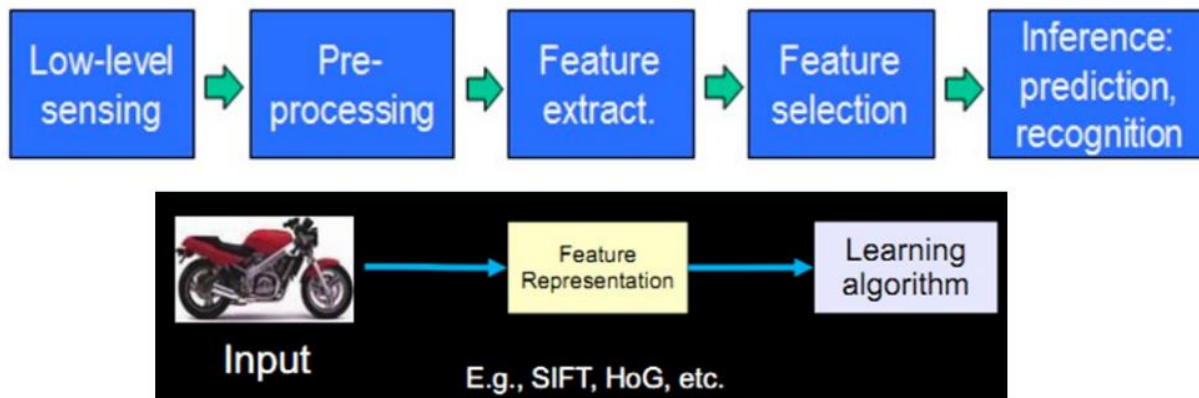 Low-level
sensing
Pre-
processing
Feature
extract.
Feature
selection
Inference:
prediction,
recognition
Input
Feature
Representation
Learning
algorithm
E.g., SIFT, HoG, etc.